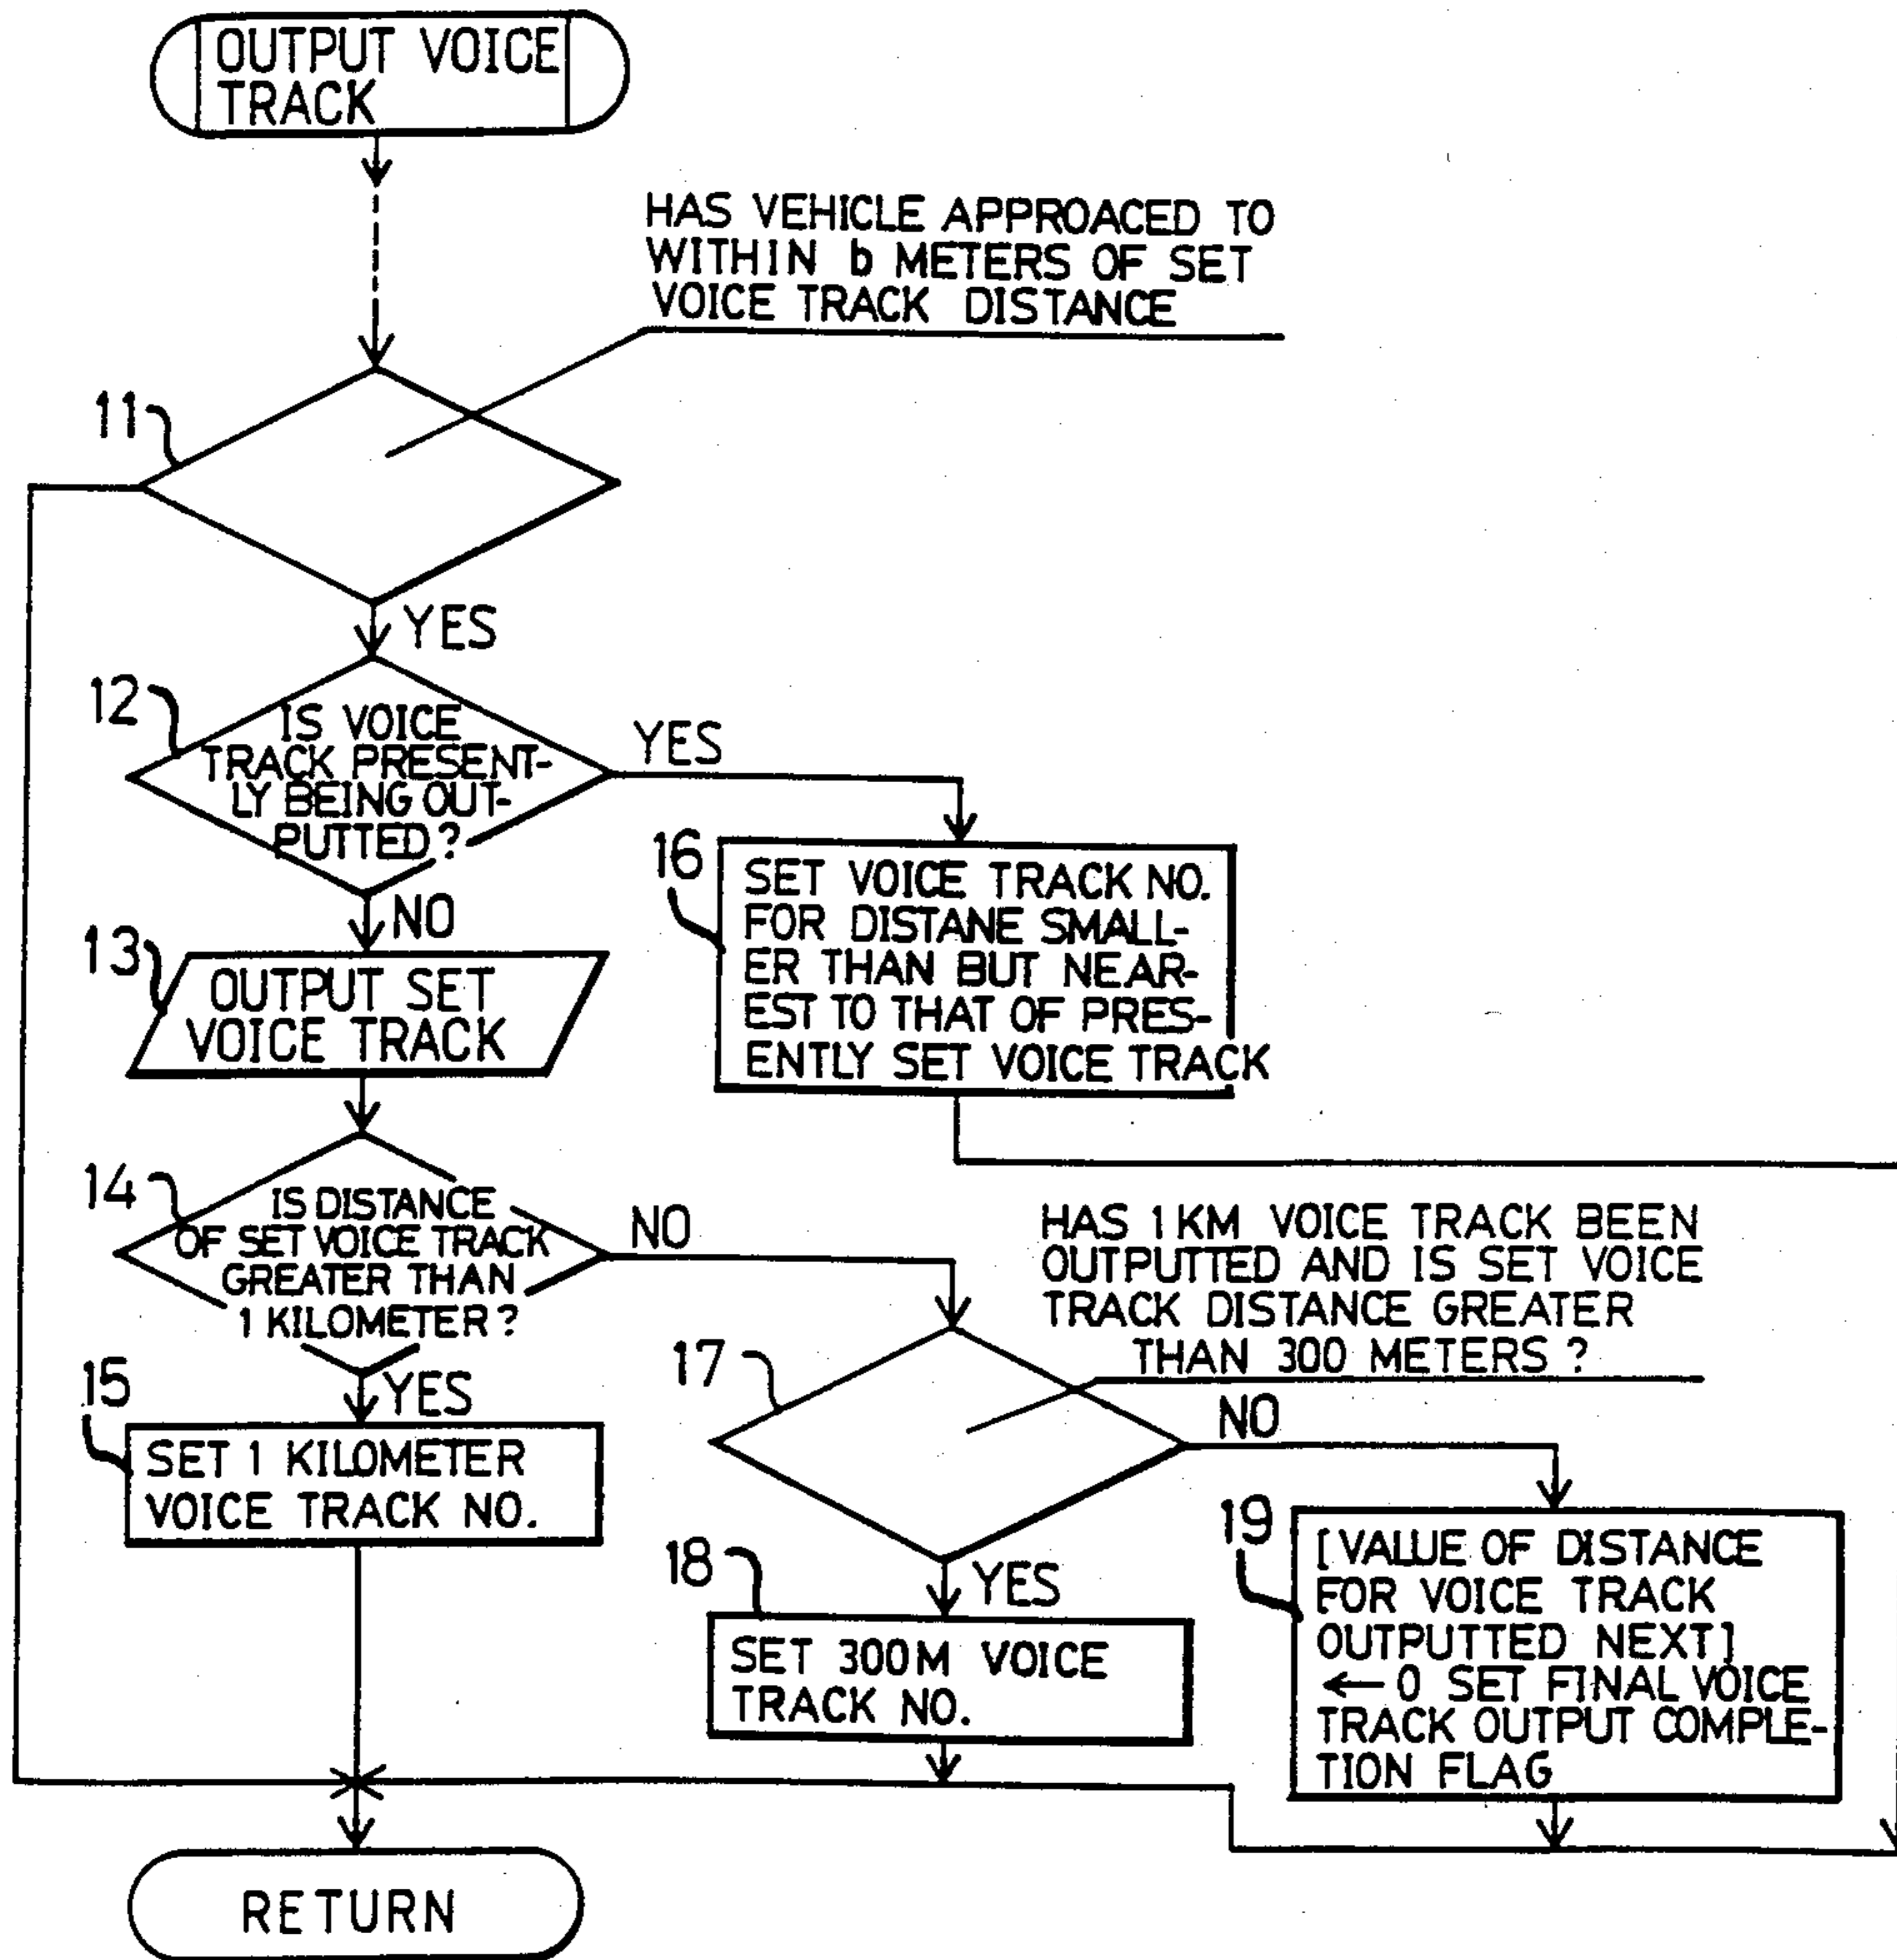 OUTPUT VOICE
TRACK
HAS VEHICLE APPROACED TO
WITHIN b METERS OF SET
VOICE TRACK DISTANCE
11
YES
12
IS VOICE
TRACK PRESENT-
LY BEING OUT-
PUTTED?
YES
NO
16
SET VOICE TRACK NO.
FOR DISTANE SMALL-
ER THAN BUT NEAR-
EST TO THAT OF PRES-
ENTLY SET VOICE TRACK
13
OUTPUT SET
VOICE TRACK
14
IS DISTANCE
OF SET VOICE TRACK
GREATER THAN
1 KILOMETER?
NO
YES
HAS 1KM VOICE TRACK BEEN
OUTPUTTED AND IS SET VOICE
TRACK DISTANCE GREATER
THAN 300 METERS?
17
NO
YES
15
SET 1 KILOMETER
VOICE TRACK NO.
18
SET 300M VOICE
TRACK NO.
19
[VALUE OF DISTANCE
FOR VOICE TRACK
OUTPUTTED NEXT]
←0 SET FINAL VOICE
TRACK OUTPUT COMPLE-
TION FLAG
RETURN